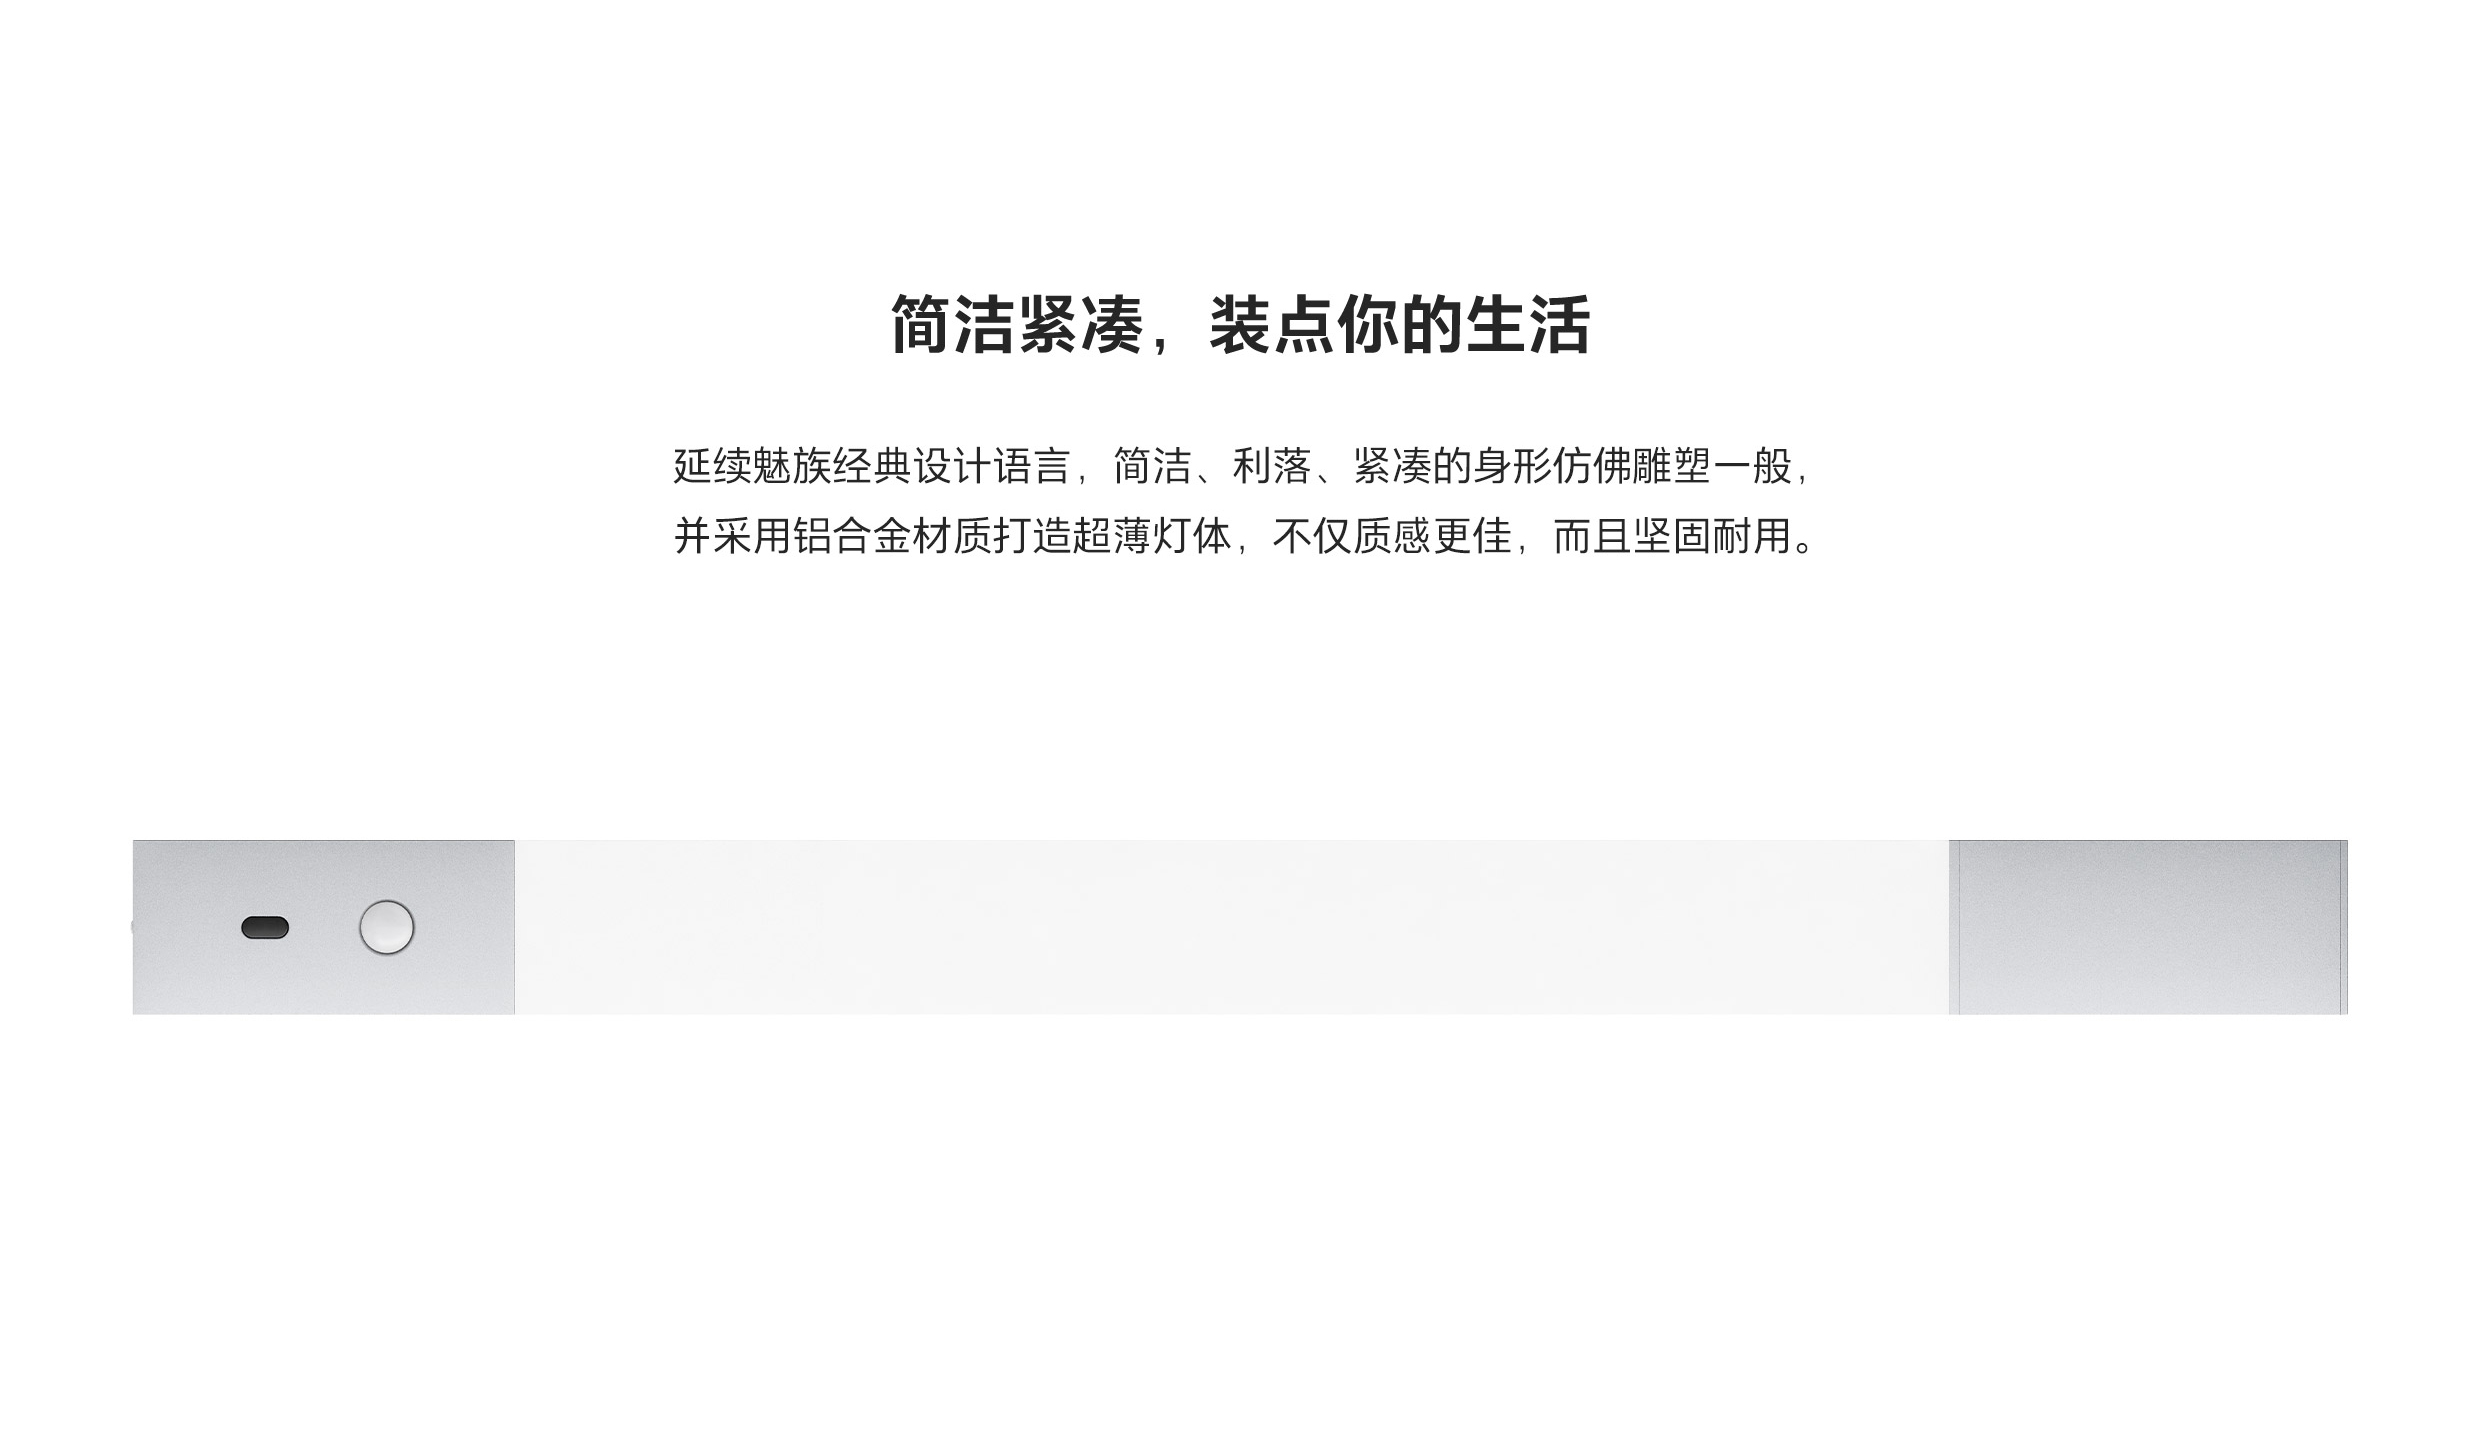 简洁紧凑，装点你的生活
延续魅族经典设计语言，简洁、利落、紧凑的身形仿佛雕塑一般，
并采用铝合金材质打造超薄灯体，不仅质感更佳，而且坚固耐用。